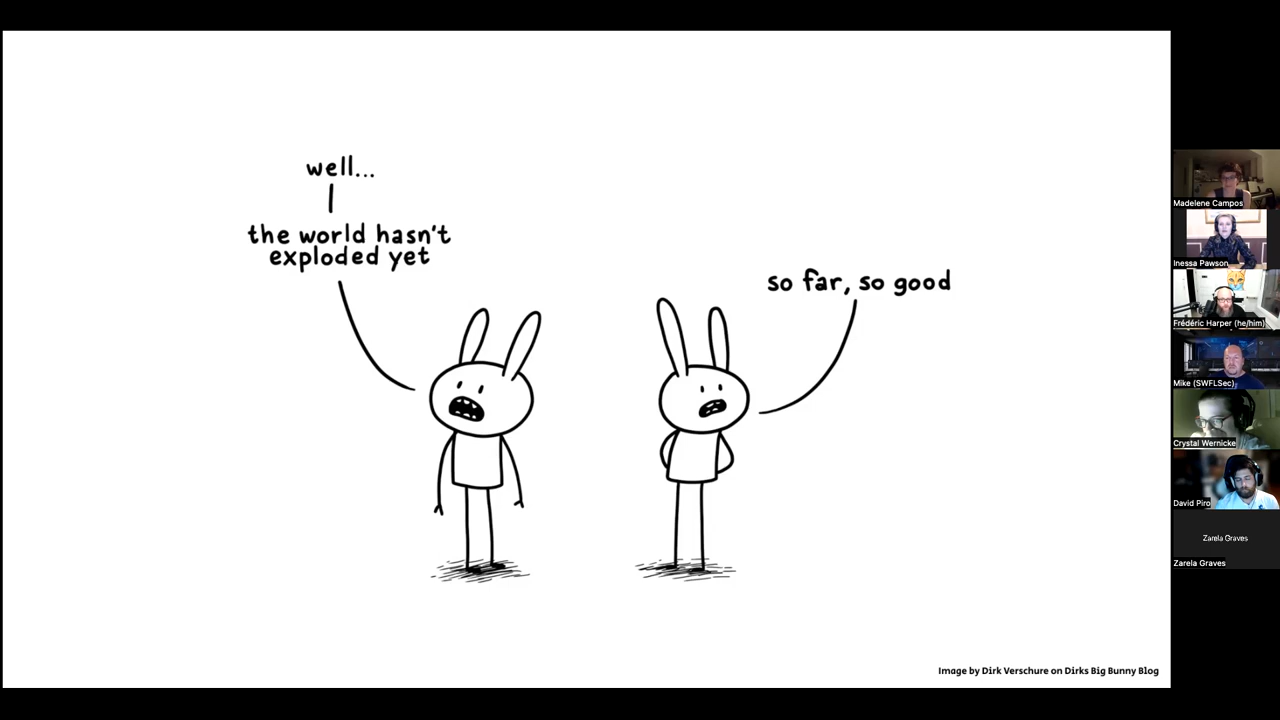 well...
the world hasn't
exploded yet
so far, so good
Image by Dirk Verschure on Dirks Big Bunny Blog
Madelene Campos
Inessa Pawson
Frédéric Harper (he/him)
Mike (SWFLSec)
Crystal Wernicke
David Piro
Zarela Graves
Zarela Graves